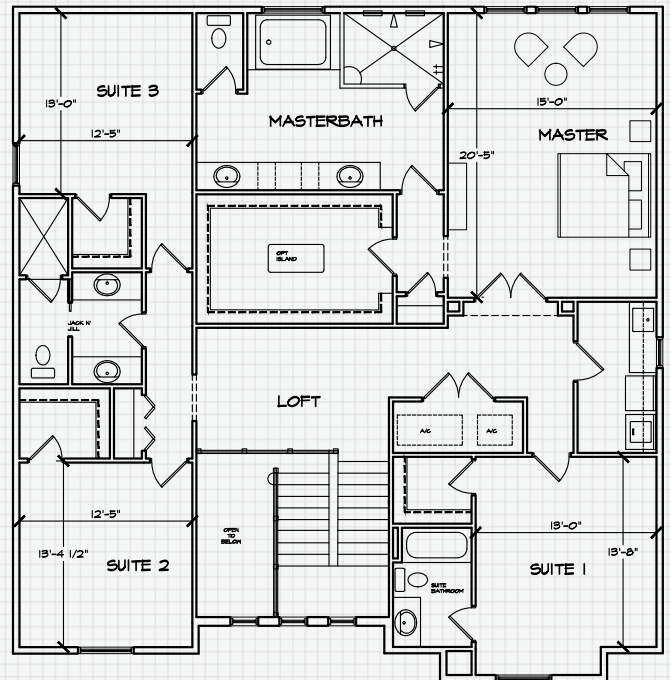 SUITE 3
13'-0"
12'-5"
MASTERBATH
15'-0"
MASTER
20'-5"
OPT
ISLAND
JACK N'
JILL
LOFT
A/C
A/C
12'-5"
13'-4 1/2"
SUITE 2
OPEN
TO
BELOW
13'-0"
13'-8"
SUITE 1
SUITE
BATHROOM